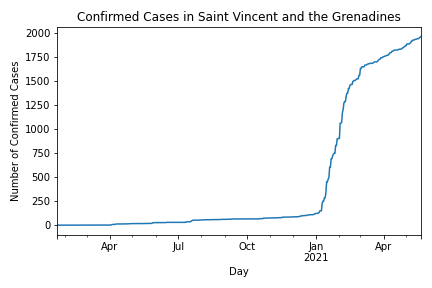 Confirmed Cases in Saint Vincent and the Grenadines
Number of Confirmed Cases
2000
1750
1500
1250
1000
750
500
250
0
Apr Jul Oct Jan Apr
2021
Day